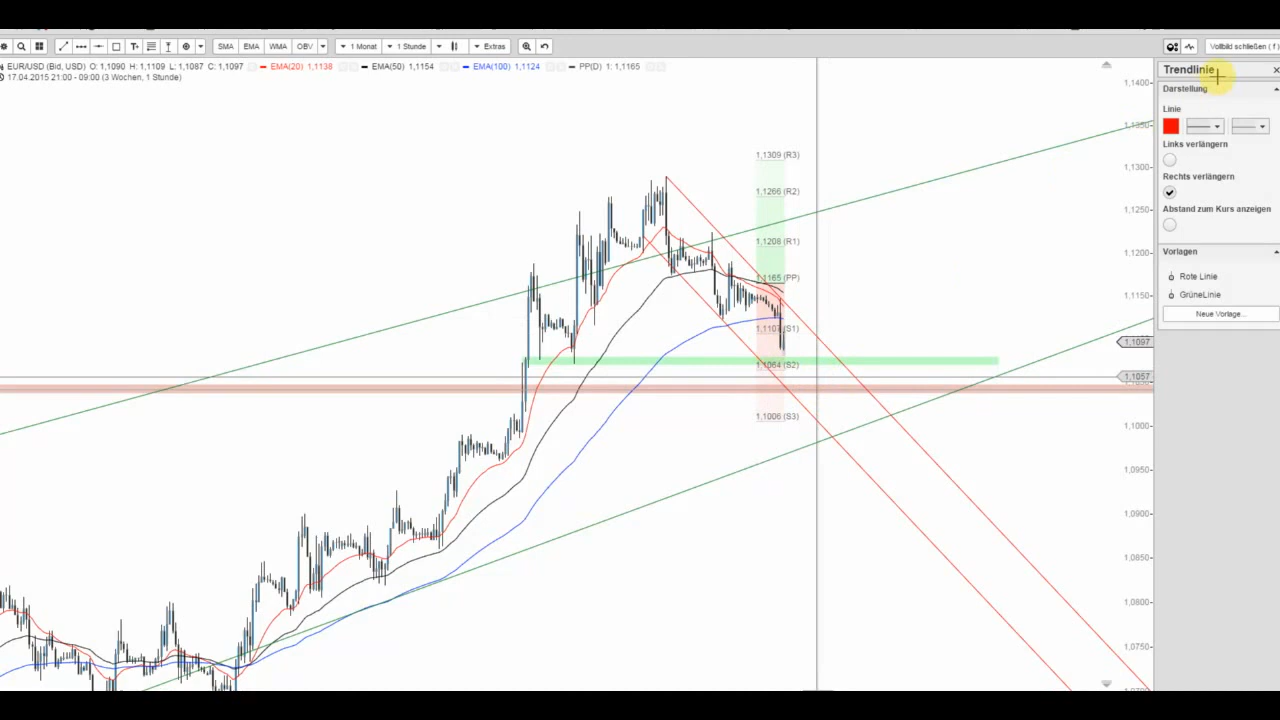 SMA EMA WMA OBV 1 Monat 1 Stunde Extras Vollbild schließen ( f )
EUR/USD (Bid, USD) O: 1,1090 H: 1,1109 L: 1,1087 C: 1,1097 EMA(20) 1,1138 EMA(50) 1,1154 EMA(100) 1,1124 PP(D) 1: 1,1165
17.04.2015 21:00 - 09:00 (3 Wochen, 1 Stunde)
Trendlinie
Darstellung
Linie
Links verlängern
Rechts verlängern
Abstand zum Kurs anzeigen
Vorlagen
Rote Linie
GrüneLinie
Neue Vorlage...
1,1309 (R3)
1,1266 (R2)
1,1208 (R1)
1,1165 (PP)
1,1107 (S1)
1,1064 (S2)
1,1006 (S3)
1,1400
1,1350
1,1300
1,1250
1,1200
1,1150
1,1097
1,1057
1,1000
1,0950
1,0900
1,0850
1,0800
1,0750